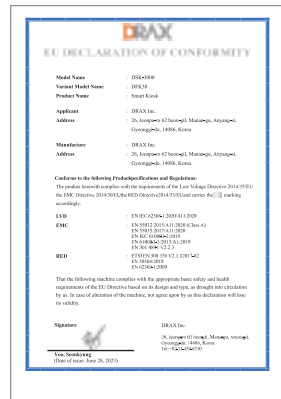 DRAX
EU DECLARATION OF CONFORMITY
Model Name : DSK-3000
Variant Model Name : DFK30
Product Name : Smart Kiosk
Applicant : DRAX Inc.
Address : 26, Jeonpa-ro 62 beon-gil, Manan-gu, Anyang-si,
Gyeonggi-do, 14086, Korea
Manufacture : DRAX Inc.
Address : 26, Jeonpa-ro 62 beon-gil, Manan-gu, Anyang-si,
Gyeonggi-do, 14086, Korea
Conforms to the following ProductSpecifications and Regulations:
The product herewith complies with the requirements of the Low Voltage Directive 2014/35/EU
the EMC Directive 2014/30/EU,the RED Directive2014/53/EU and carries the marking
accordingly.
LVD : EN IEC 62368-1:2020/A11:2020
EMC : EN 55032:2015/A11:2020 (Class A)
EN 55035:2017/A11:2020
EN IEC 61000-3-2:2019
EN 61000-3-3:2013/A1:2019
EN 301 489-1 V2.2.3
RED : ETSI EN 300 330 V2.1.1:2017-02
EN 50364:2018
EN 62369-1:2009
That the following machine complies with the appropriate basic safety and health
requirements of the EU Directive based on its design and type, as brought into circulation
by us. In case of alteration of the machine, not agree upon by us this declaration will lose
its validity.
Signature DRAX Inc.
26, Jeonpa-ro 62 beon-gil, Manan-gu, Anyang-si,
Gyeonggi-do, 14086, Korea
You, Seonkyung
(Date of issue: June 28, 2023)